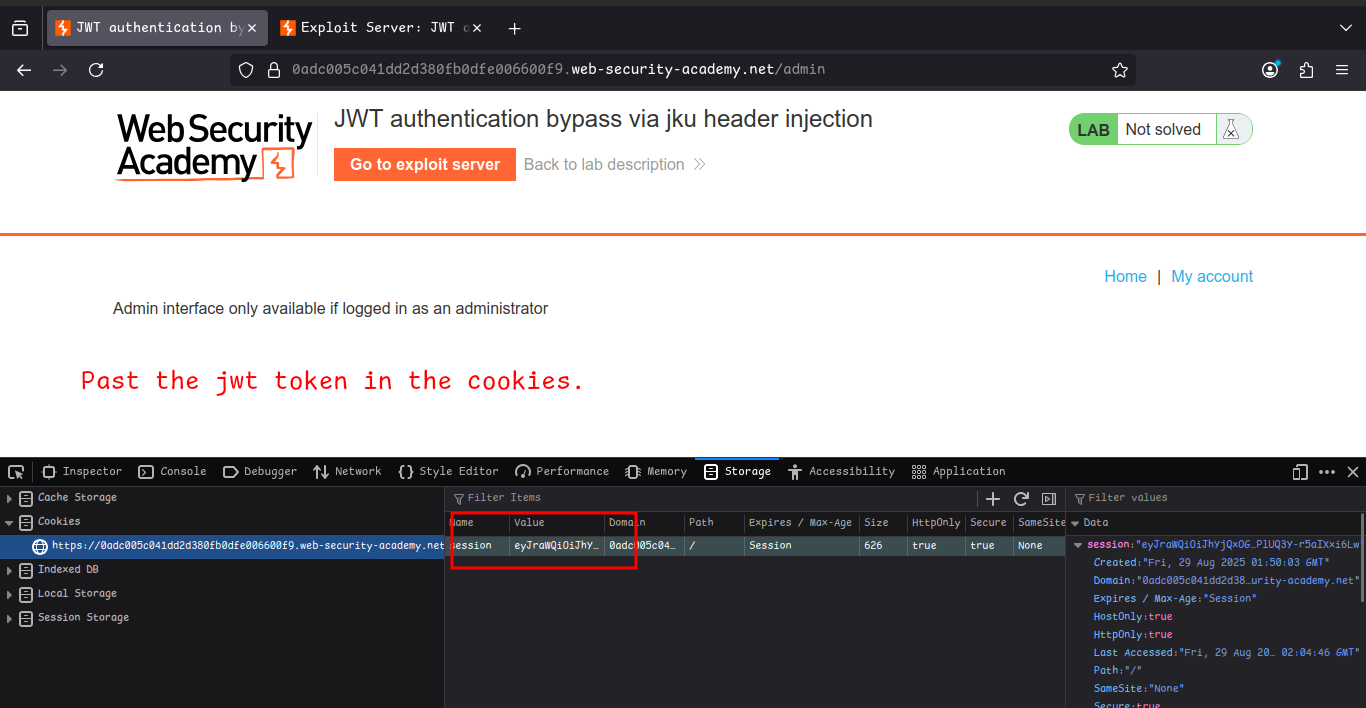 JWT authentication by
Exploit Server: JWT
0adc005c041dd2d380fb0dfe006600f9.web-security-academy.net/admin
WebSecurity
Academy
JWT authentication bypass via jku header injection
Go to exploit server
Back to lab description
LAB
Not solved
Home | My account
Admin interface only available if logged in as an administrator
Past the jwt token in the cookies.
Inspector Console Debugger Network Style Editor Performance Memory Storage Accessibility Application
Cache Storage
Cookies
https://0adc005c041dd2d380fb0dfe006600f9.web-security-academy.net
Indexed DB
Local Storage
Session Storage
Filter Items
Name Value Domain Path Expires / Max-Age Size HttpOnly Secure SameSite
session eyJraWQiOiJhY… 0adc005c04… / Session 626 true true None
Filter values
Data
session:"eyJraWQiOiJhYjQxOG…PlUQ3Y-r5aIXxi6Lw
Created:"Fri, 29 Aug 2025 01:50:03 GMT"
Domain:"0adc005c041dd2d38…urity-academy.net"
Expires / Max-Age:"Session"
HostOnly:true
HttpOnly:true
Last Accessed:"Fri, 29 Aug 20… 02:04:46 GMT"
Path:"/"
SameSite:"None"
Secure:true